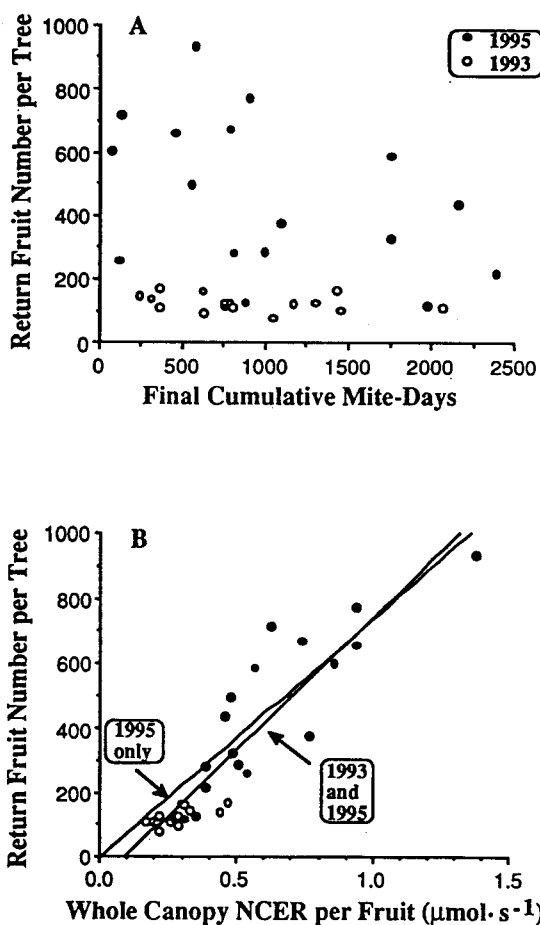 A
1995
1993
Return Fruit Number per Tree
1000
800
600
400
200
0
0 500 1000 1500 2000 2500
Final Cumulative Mite-Days
B
Return Fruit Number per Tree
1000
800
600
400
200
0
1995
only
1993
and
1995
0.0 0.5 1.0 1.5
Whole Canopy NCER per Fruit (μmol· s-1)